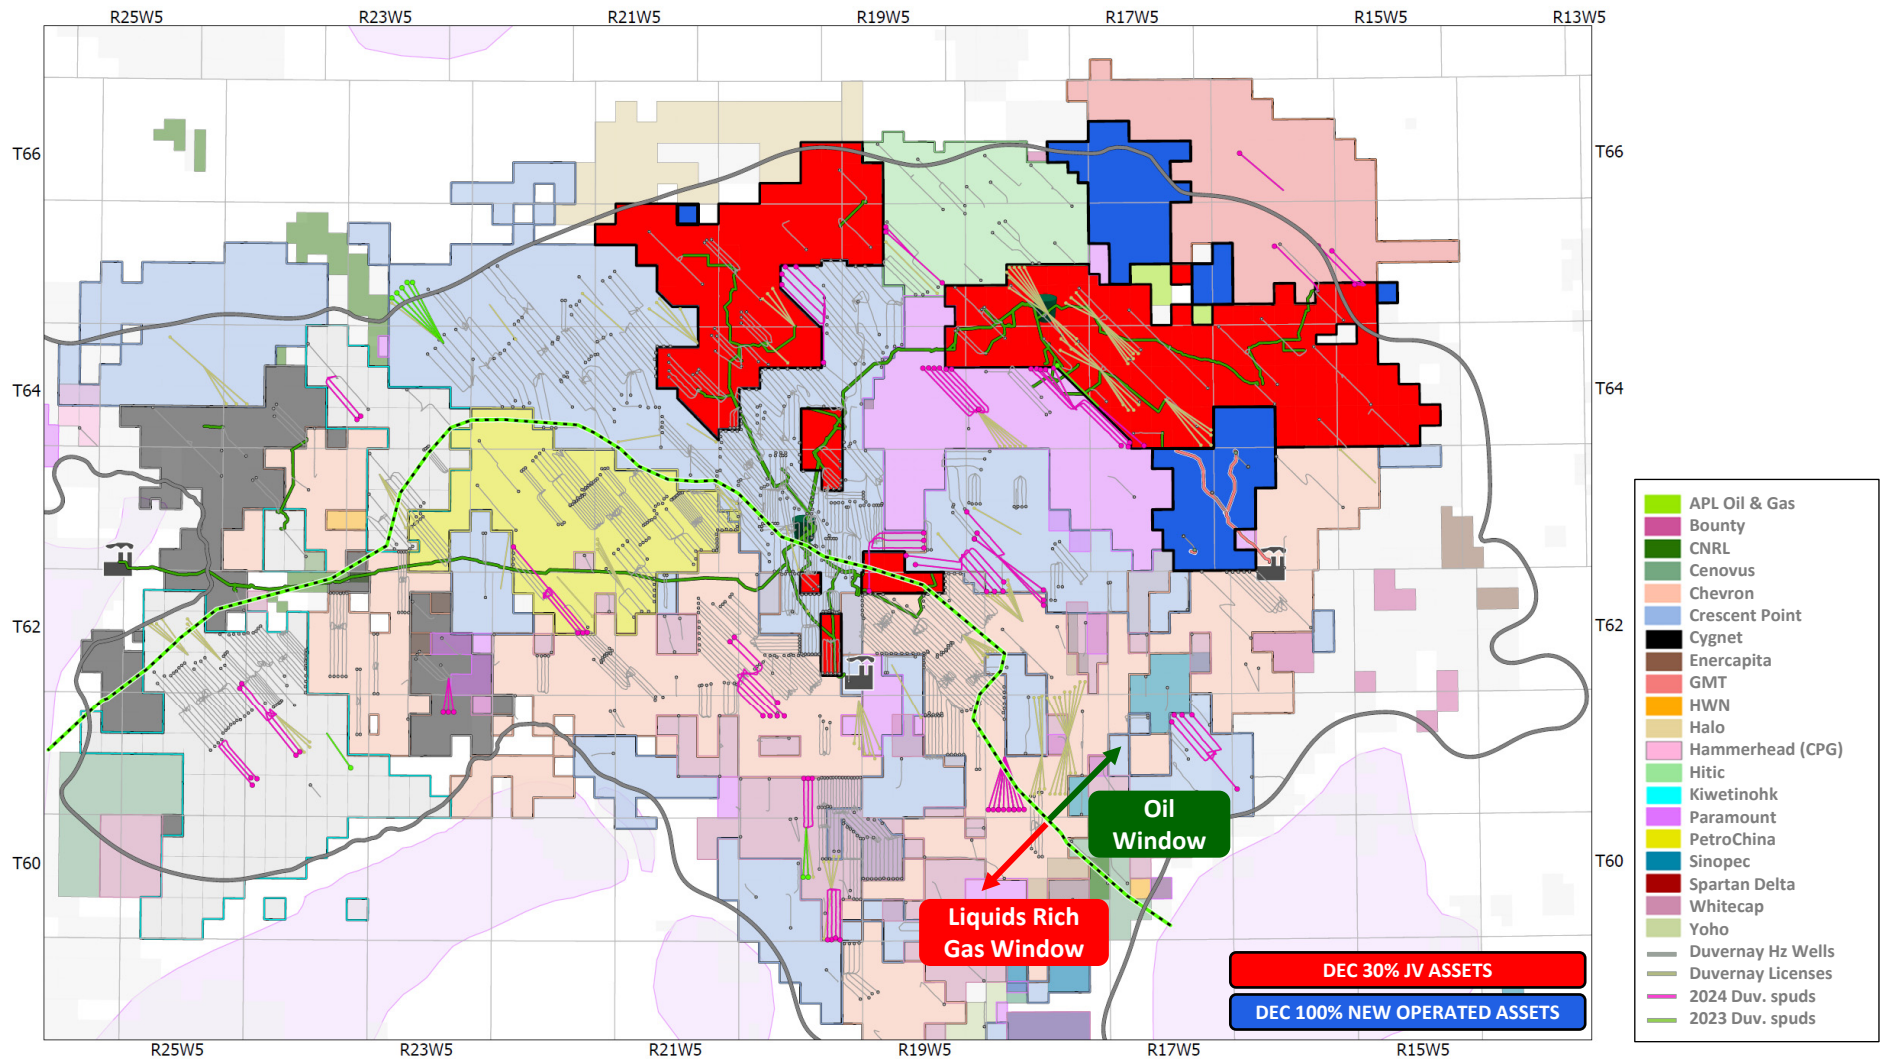 R25W5
R23W5
R21W5
R19W5
R17W5
R15W5
R13W5
T66
T66
T64
T64
T62
T62
T60
T60
Oil
Window
Liquids Rich
Gas Window
DEC 30% JV ASSETS
DEC 100% NEW OPERATED ASSETS
R25W5
R23W5
R21W5
R19W5
R17W5
R15W5
APL Oil & Gas
Bounty
CNRL
Cenovus
Chevron
Crescent Point
Cygnet
Enercapita
GMT
HWN
Halo
Hammerhead (CPG)
Hitic
Kiwetinohk
Paramount
PetroChina
Sinopec
Spartan Delta
Whitecap
Yoho
Duvernay Hz Wells
Duvernay Licenses
2024 Duv. spuds
2023 Duv. spuds